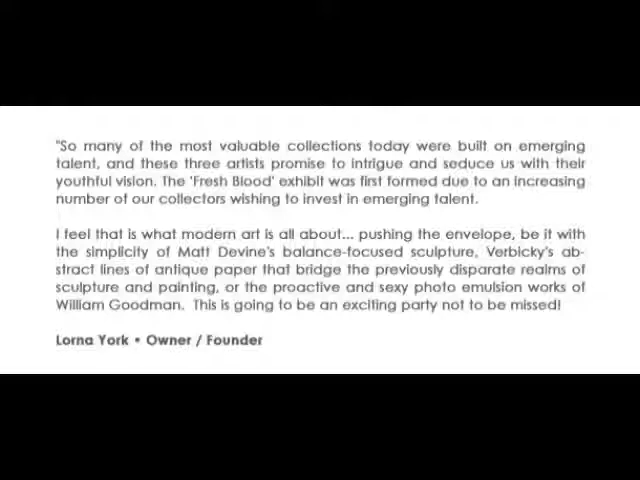 "So many of the most valuable collections today were built on emerging
talent, and these three artists promise to intrigue and seduce us with their
youthful vision. The 'Fresh Blood' exhibit was first formed due to an increasing
number of our collectors wishing to invest in emerging talent.
I feel that is what modern art is all about... pushing the envelope, be it with
the simplicity of Matt Devine's balance-focused sculpture, Verbicky's ab-
stract lines of antique paper that bridge the previously disparate realms of
sculpture and painting, or the proactive and sexy photo emulsion works of
William Goodman. This is going to be an exciting party not to be missed!
Lorna York • Owner / Founder